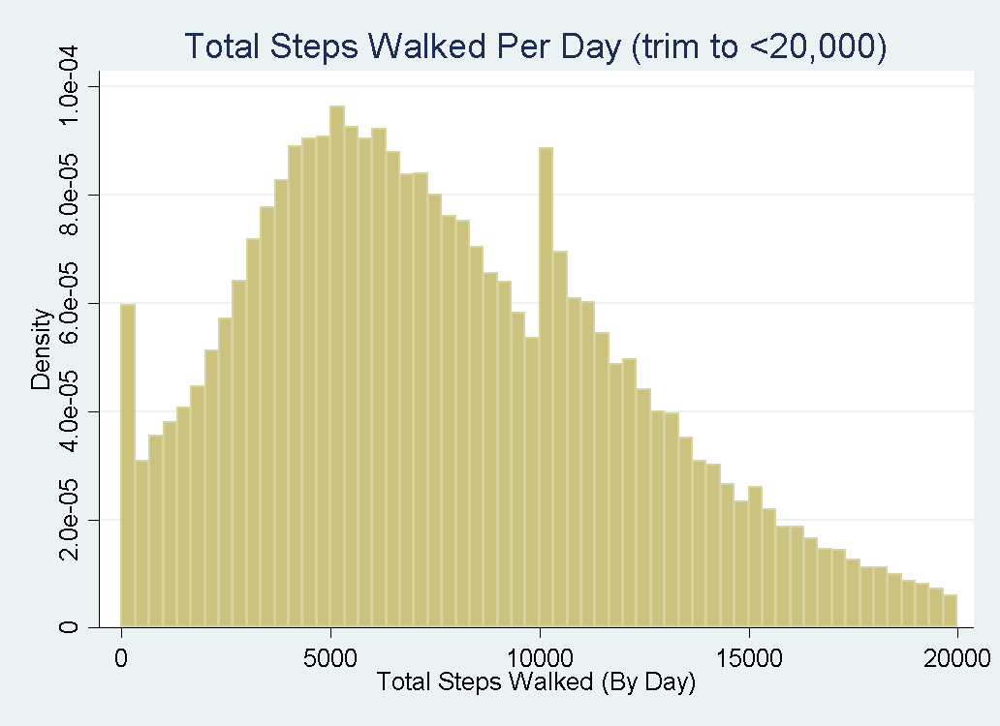 Total Steps Walked Per Day (trim to <20,000)
1.0e-04
8.0e-05
6.0e-05
4.0e-05
2.0e-05
0
Density
0 5000 10000 15000 20000
Total Steps Walked (By Day)